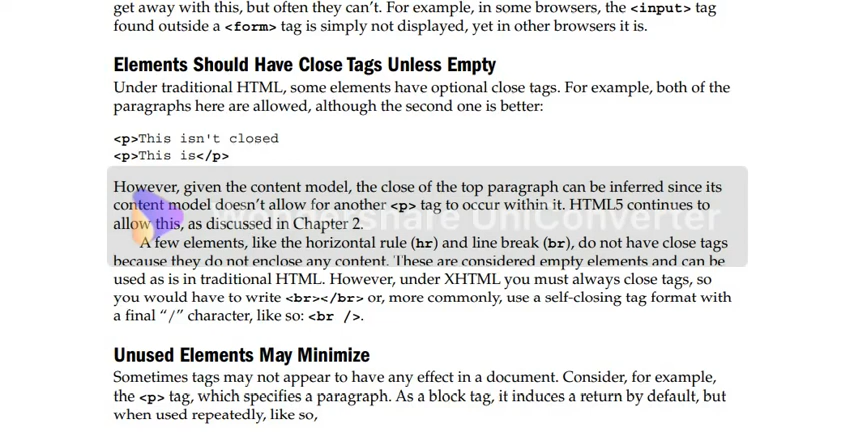 get away with this, but often they can't. For example, in some browsers, the <input> tag
found outside a <form> tag is simply not displayed, yet in other browsers it is.
Elements Should Have Close Tags Unless Empty
Under traditional HTML, some elements have optional close tags. For example, both of the
paragraphs here are allowed, although the second one is better:
<p>This isn't closed
<p>This is</p>
However, given the content model, the close of the top paragraph can be inferred since its
content model doesn't allow for another <p> tag to occur within it. HTML5 continues to
allow this, as discussed in Chapter 2.
A few elements, like the horizontal rule (hr) and line break (br), do not have close tags
because they do not enclose any content. These are considered empty elements and can be
used as is in traditional HTML. However, under XHTML you must always close tags, so
you would have to write <br></br> or, more commonly, use a self-closing tag format with
a final "/" character, like so: <br />.
Unused Elements May Minimize
Sometimes tags may not appear to have any effect in a document. Consider, for example,
the <p> tag, which specifies a paragraph. As a block tag, it induces a return by default, but
when used repeatedly, like so,
wondershare UniConverter